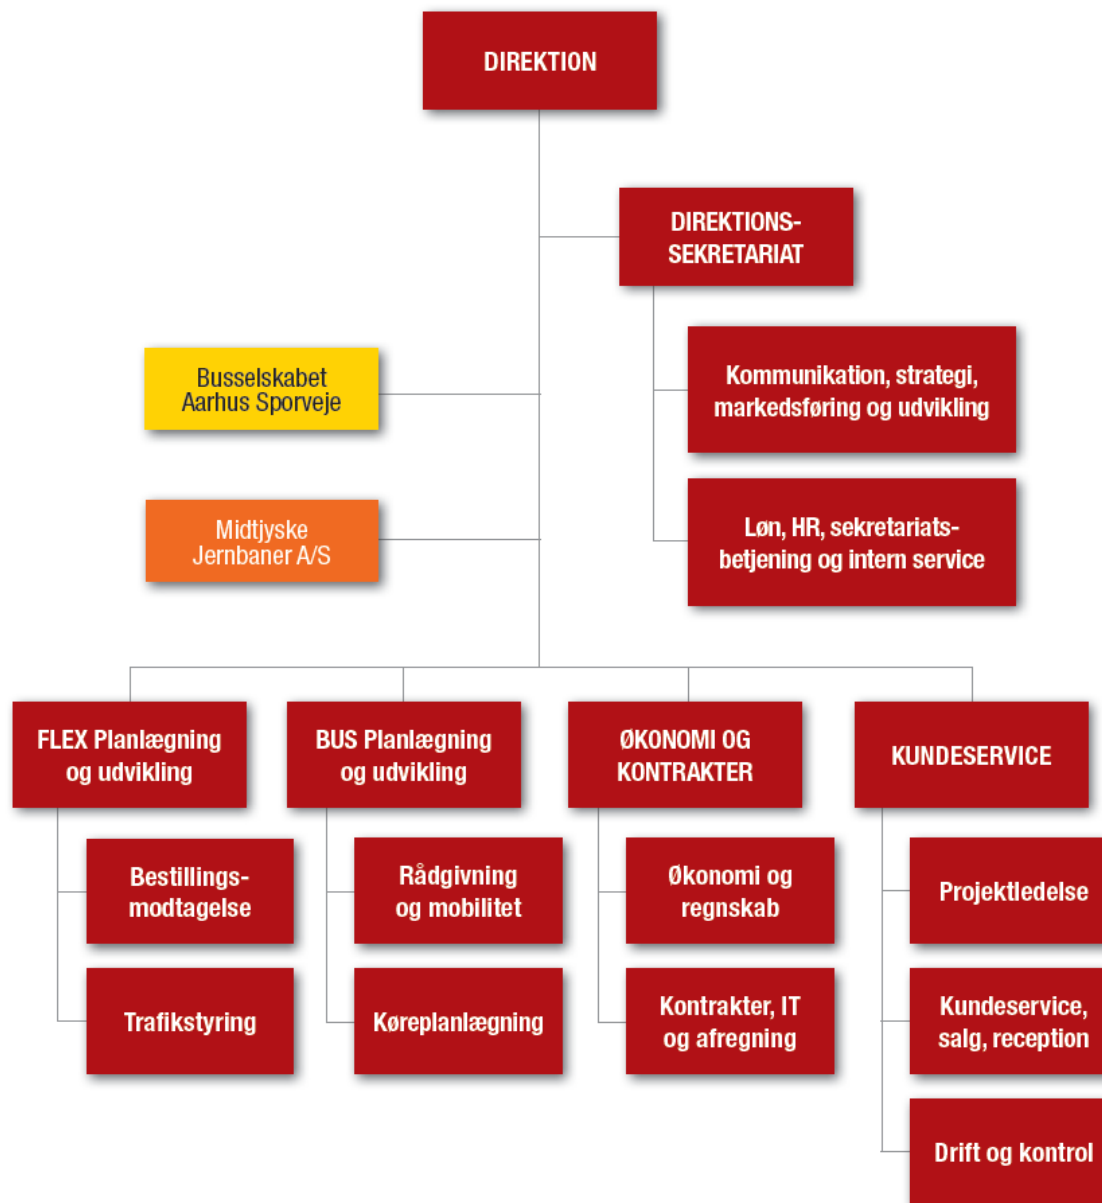 DIREKTION
DIREKTIONS-
SEKRETARIAT
Busselskabet
Aarhus Sporveje
Kommunikation, strategi,
markedsføring og udvikling
Midtjyske
Jernbaner A/S
Løn, HR, sekretariats-
betjening og intern service
FLEX Planlægning
og udvikling
Bestillings-
modtagelse
Trafikstyring
BUS Planlægning
og udvikling
Rådgivning
og mobilitet
Køreplanlægning
ØKONOMI OG
KONTRAKTER
Økonomi og
regnskab
Kontrakter, IT
og afregning
KUNDESERVICE
Projektledelse
Kundeservice,
salg, reception
Drift og kontrol